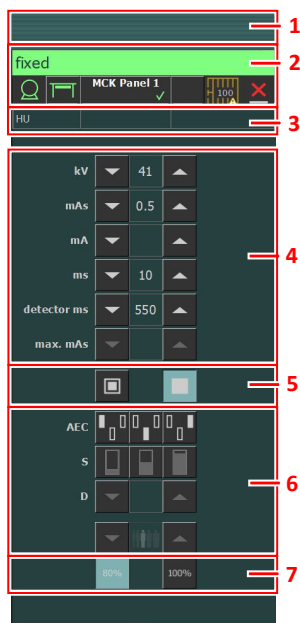 1
fixed
2
MCK Panel 1
100
A
HU
3
kV 41
mAs 0.5
mA
4
ms 10
detector ms 550
max. mAs
5
AEC
S
6
D
80% 100%
7